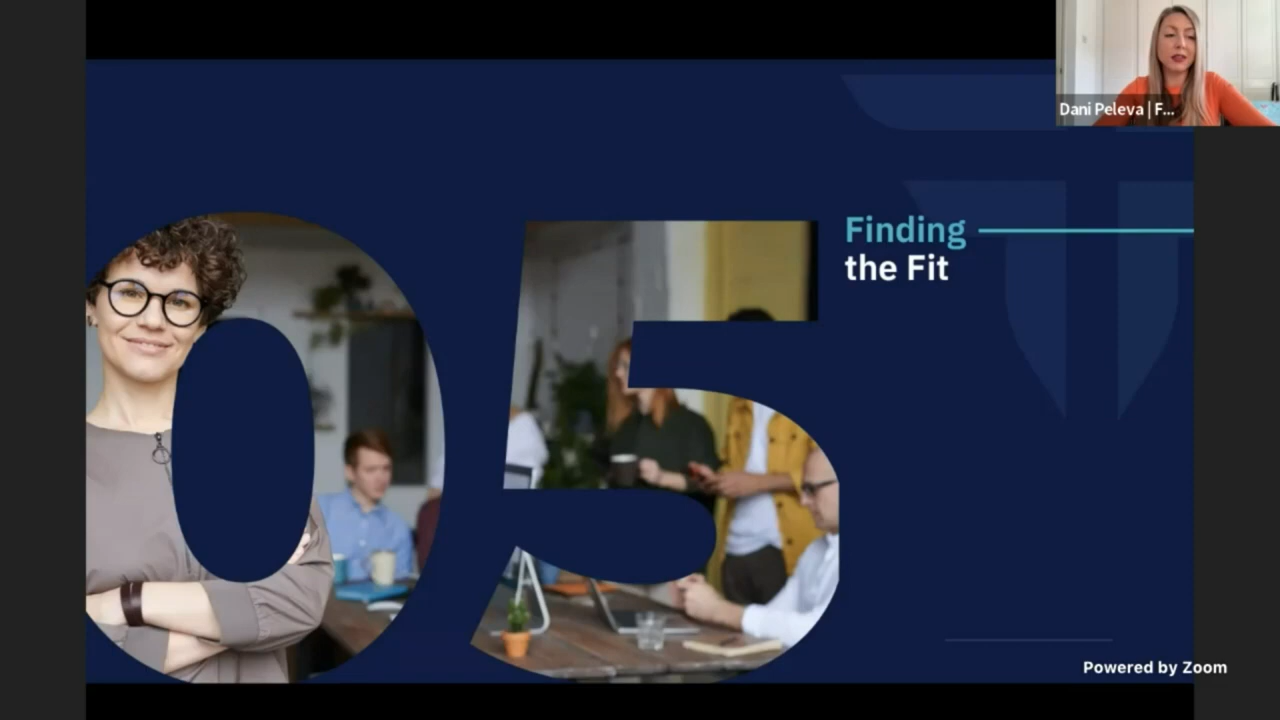 Dani Peleva | F...
05
Finding
the Fit
Powered by Zoom